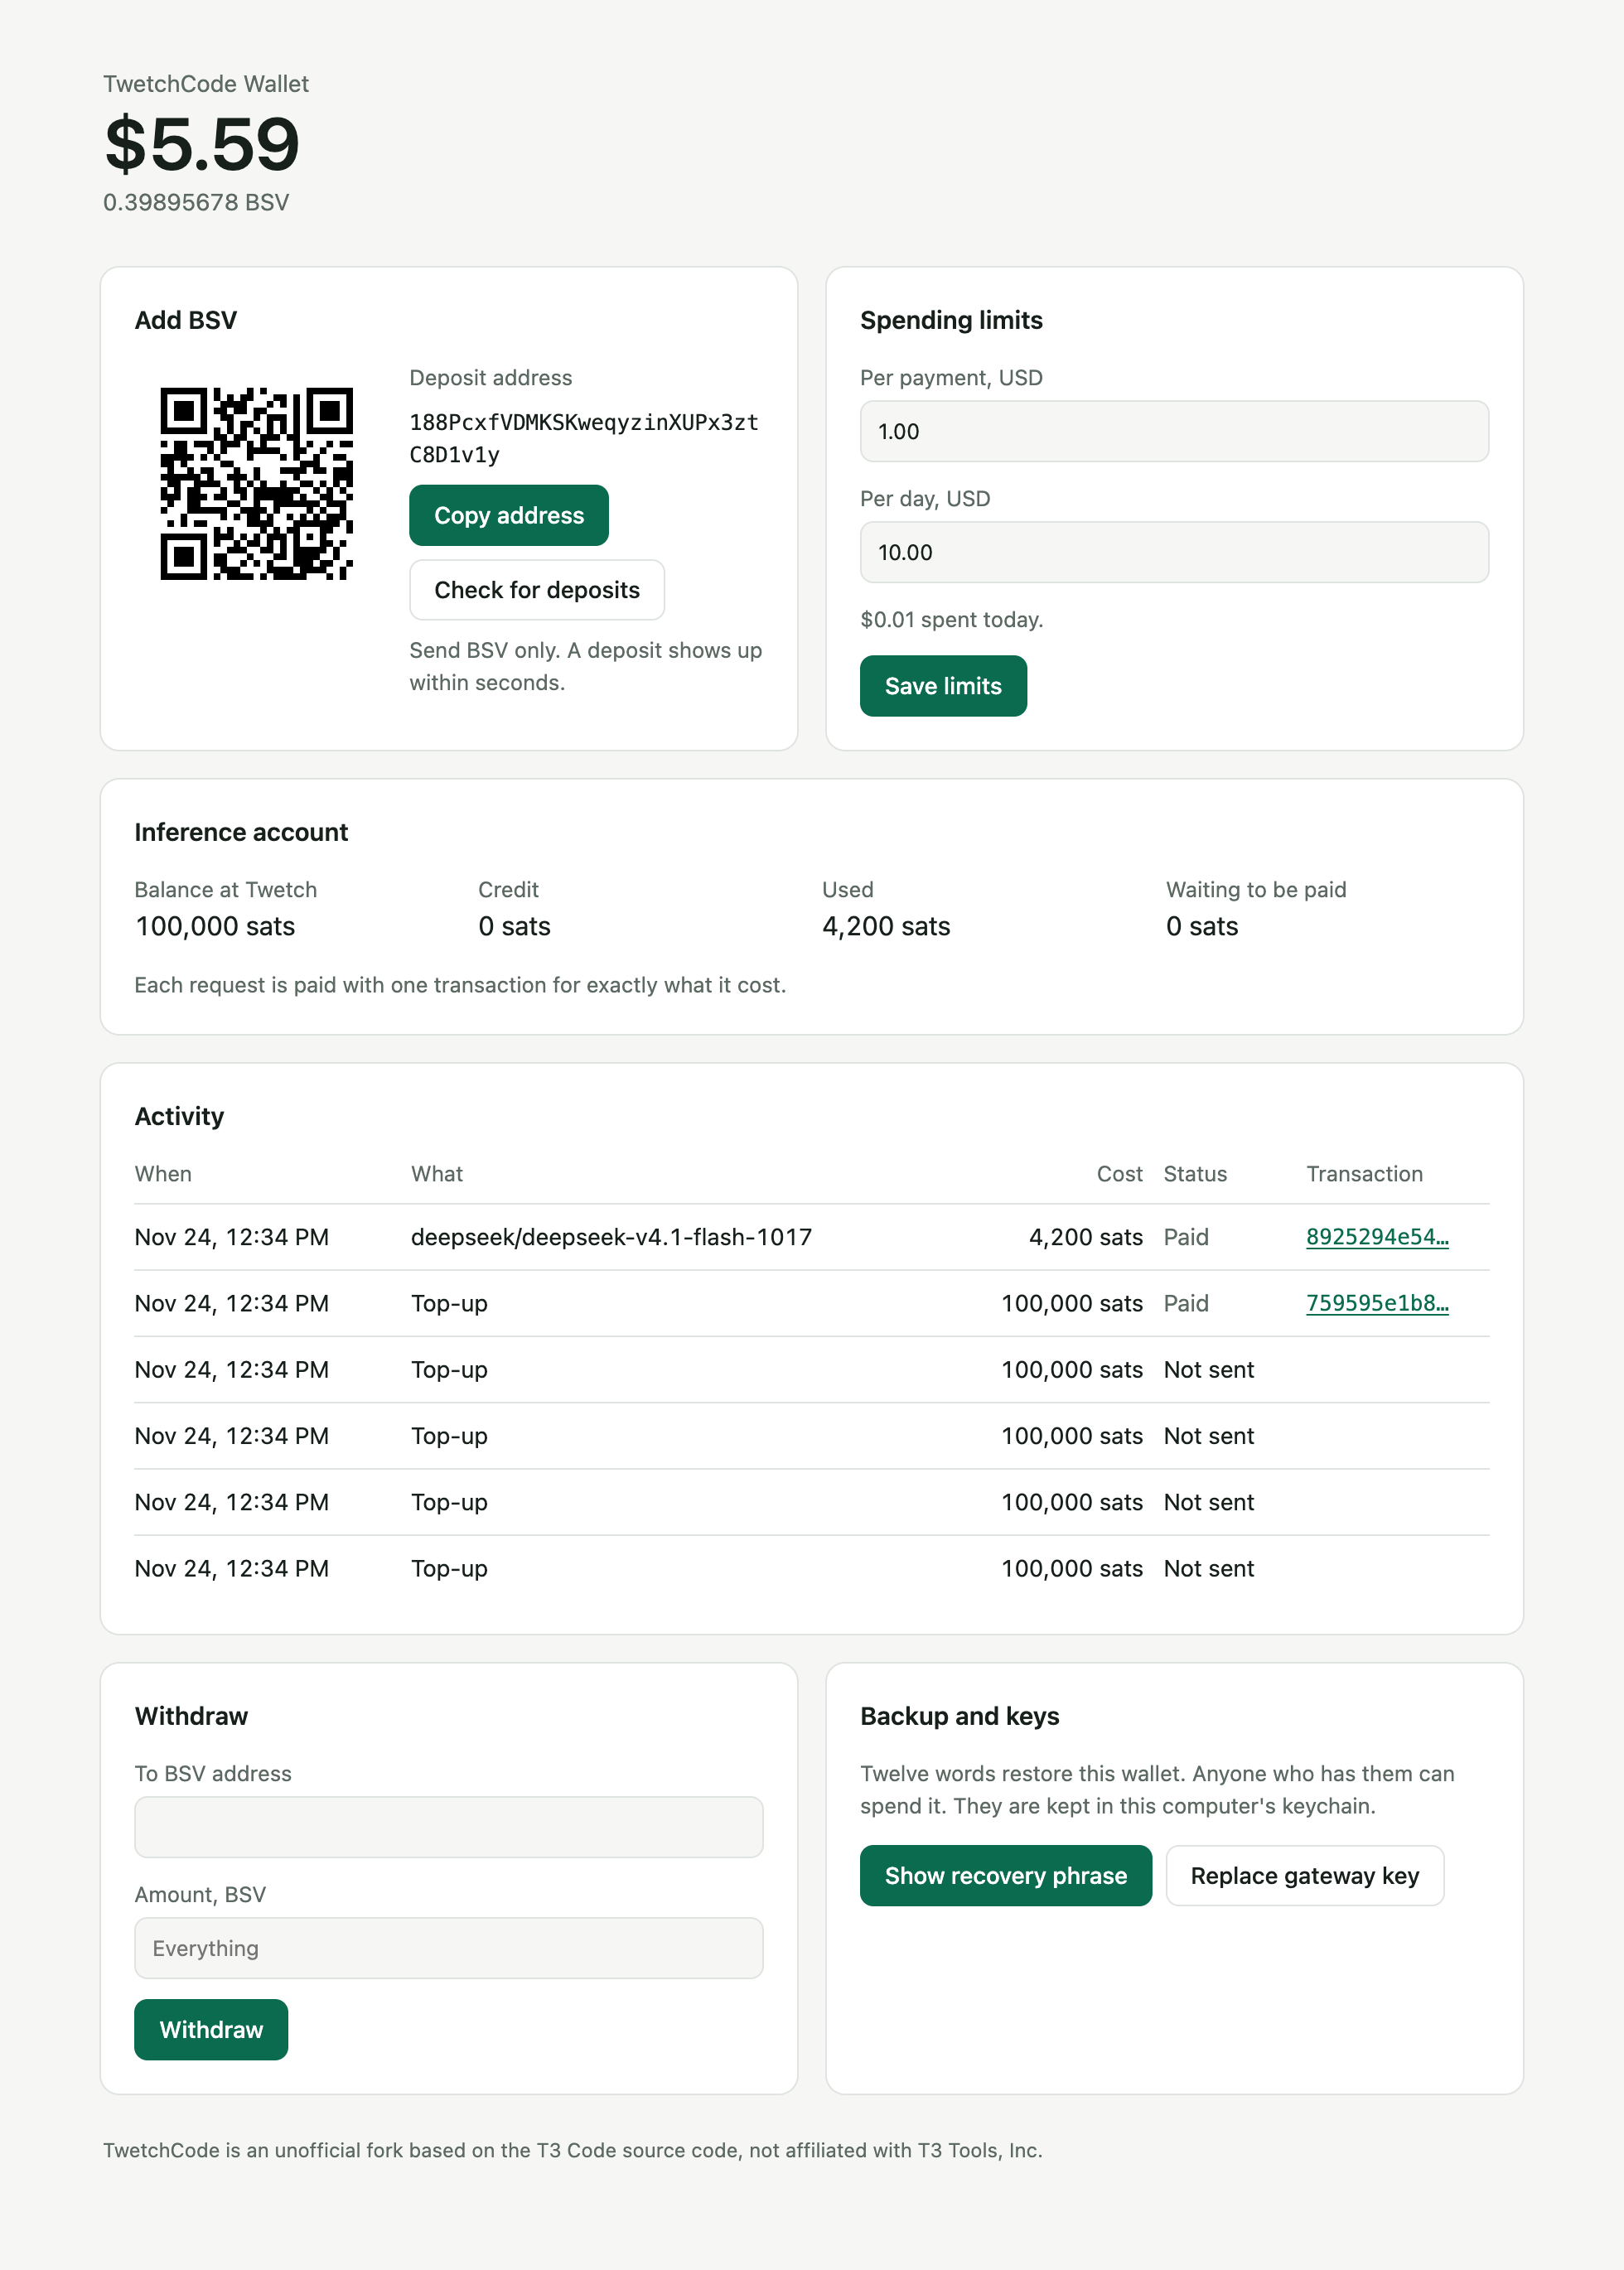 TwetchCode Wallet
$5.59
0.39895678 BSV
Add BSV
Deposit address
188PcxfVDMKSKweqyzinXUPx3zt
C8D1v1y
Copy address
Check for deposits
Send BSV only. A deposit shows up
within seconds.
Spending limits
Per payment, USD
1.00
Per day, USD
10.00
$0.01 spent today.
Save limits
Inference account
Balance at Twetch Credit Used Waiting to be paid
100,000 sats 0 sats 4,200 sats 0 sats
Each request is paid with one transaction for exactly what it cost.
Activity
When What Cost Status Transaction
Nov 24, 12:34 PM deepseek/deepseek-v4.1-flash-1017 4,200 sats Paid 8925294e54…
Nov 24, 12:34 PM Top-up 100,000 sats Paid 759595e1b8…
Nov 24, 12:34 PM Top-up 100,000 sats Not sent
Nov 24, 12:34 PM Top-up 100,000 sats Not sent
Nov 24, 12:34 PM Top-up 100,000 sats Not sent
Nov 24, 12:34 PM Top-up 100,000 sats Not sent
Withdraw
To BSV address
Amount, BSV
Everything
Withdraw
Backup and keys
Twelve words restore this wallet. Anyone who has them can
spend it. They are kept in this computer's keychain.
Show recovery phrase Replace gateway key
TwetchCode is an unofficial fork based on the T3 Code source code, not affiliated with T3 Tools, Inc.